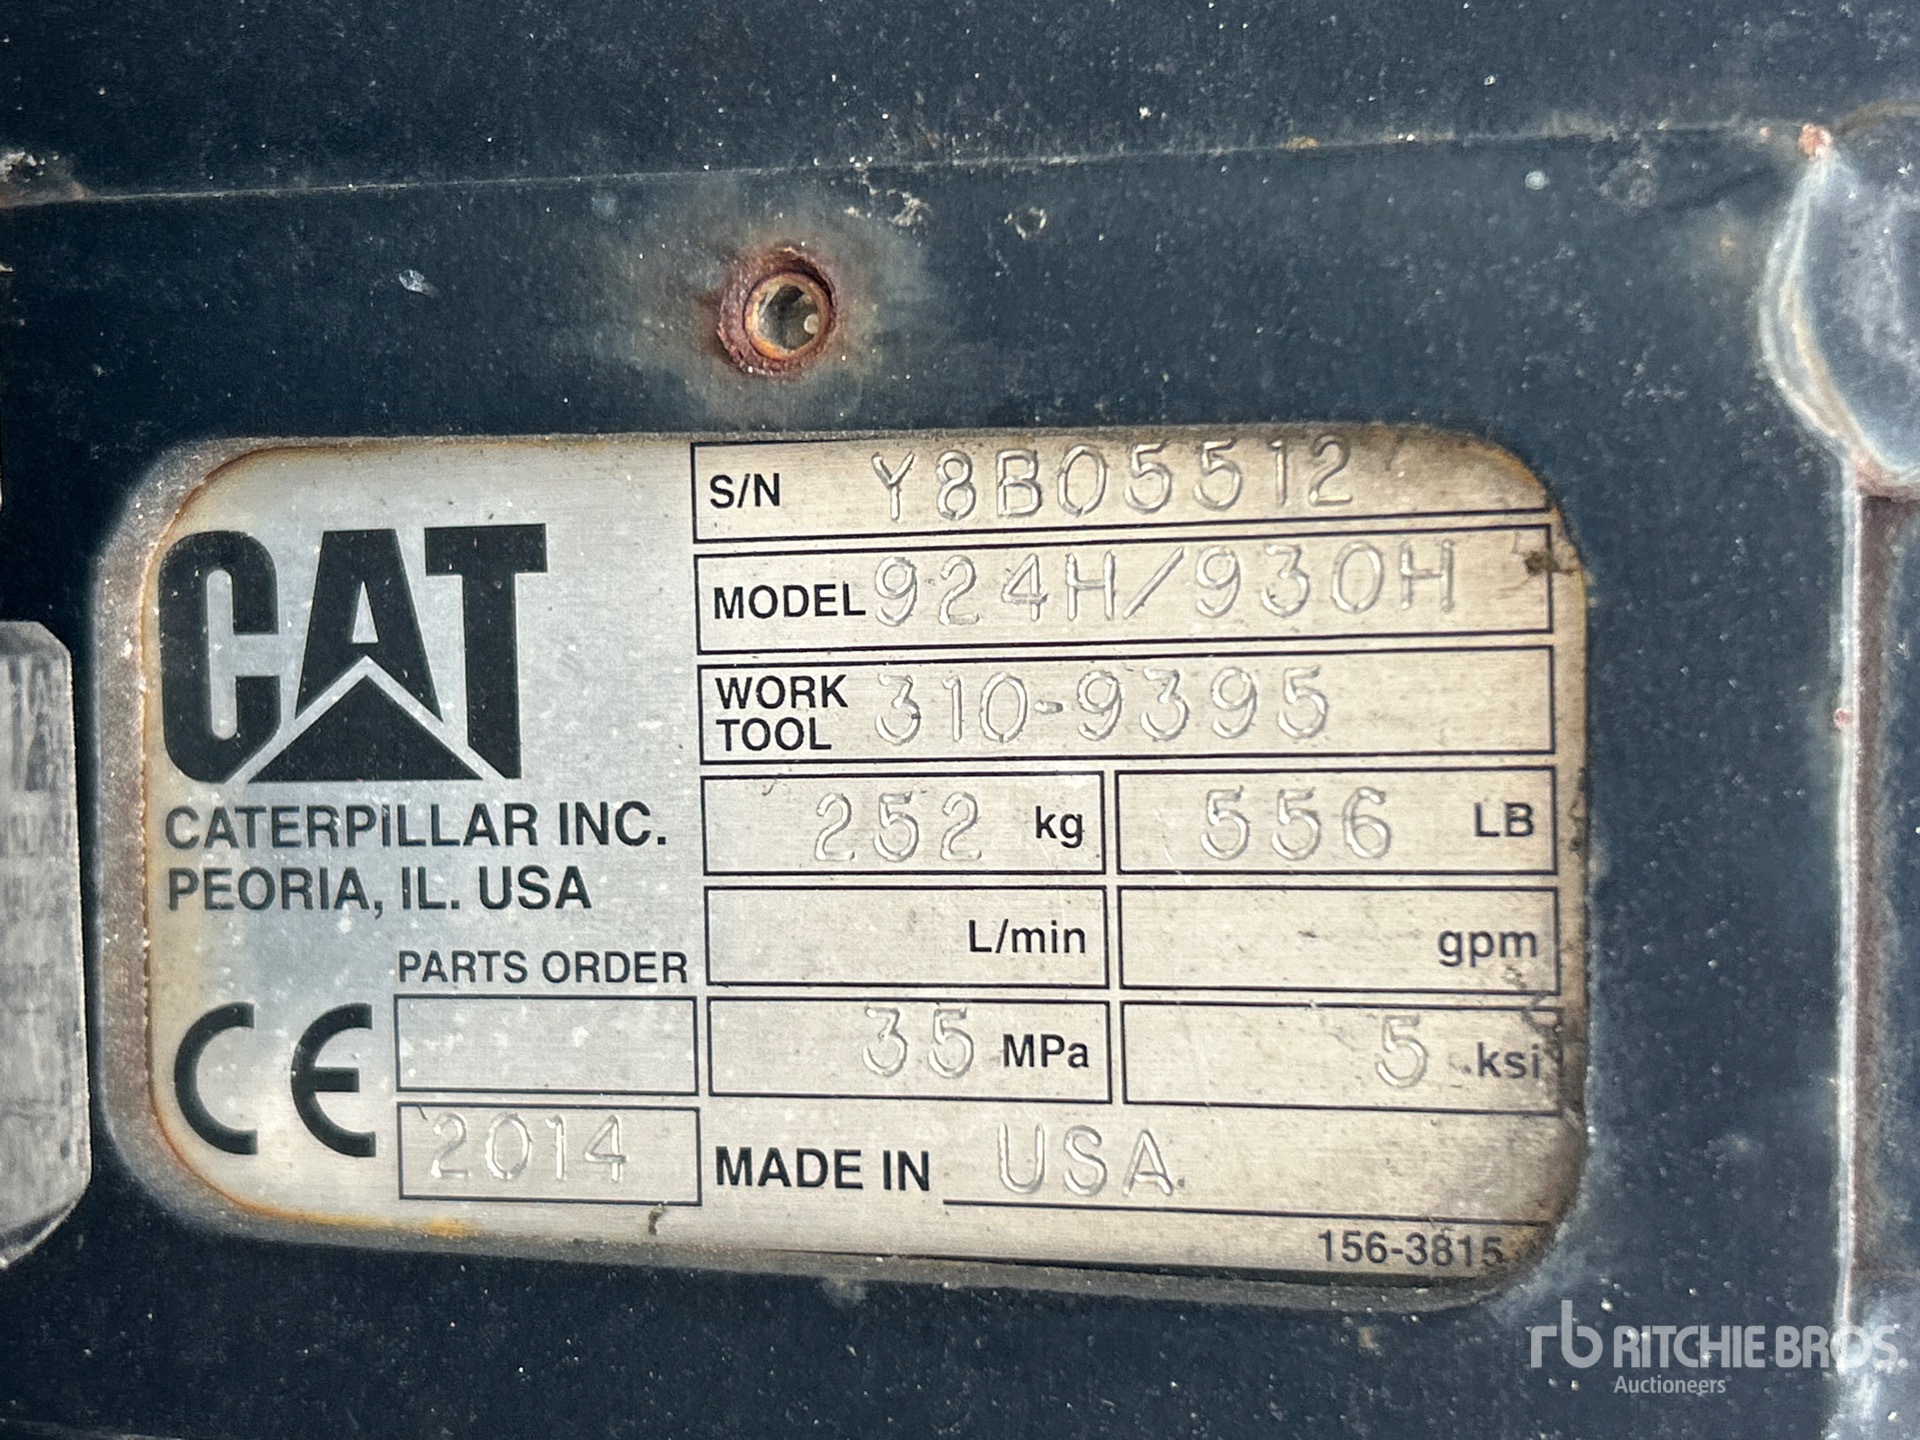 CAT
CATERPILLAR INC.
PEORIA, IL. USA
S/N Y8B05512
MODEL 924H/930H
WORK TOOL 310-9395
252 kg 556 LB
L/min gpm
35 MPa 5 ksi
PARTS ORDER
CE
2014
MADE IN USA
156-3815
rb RITCHIE BROS.
Auctioneers